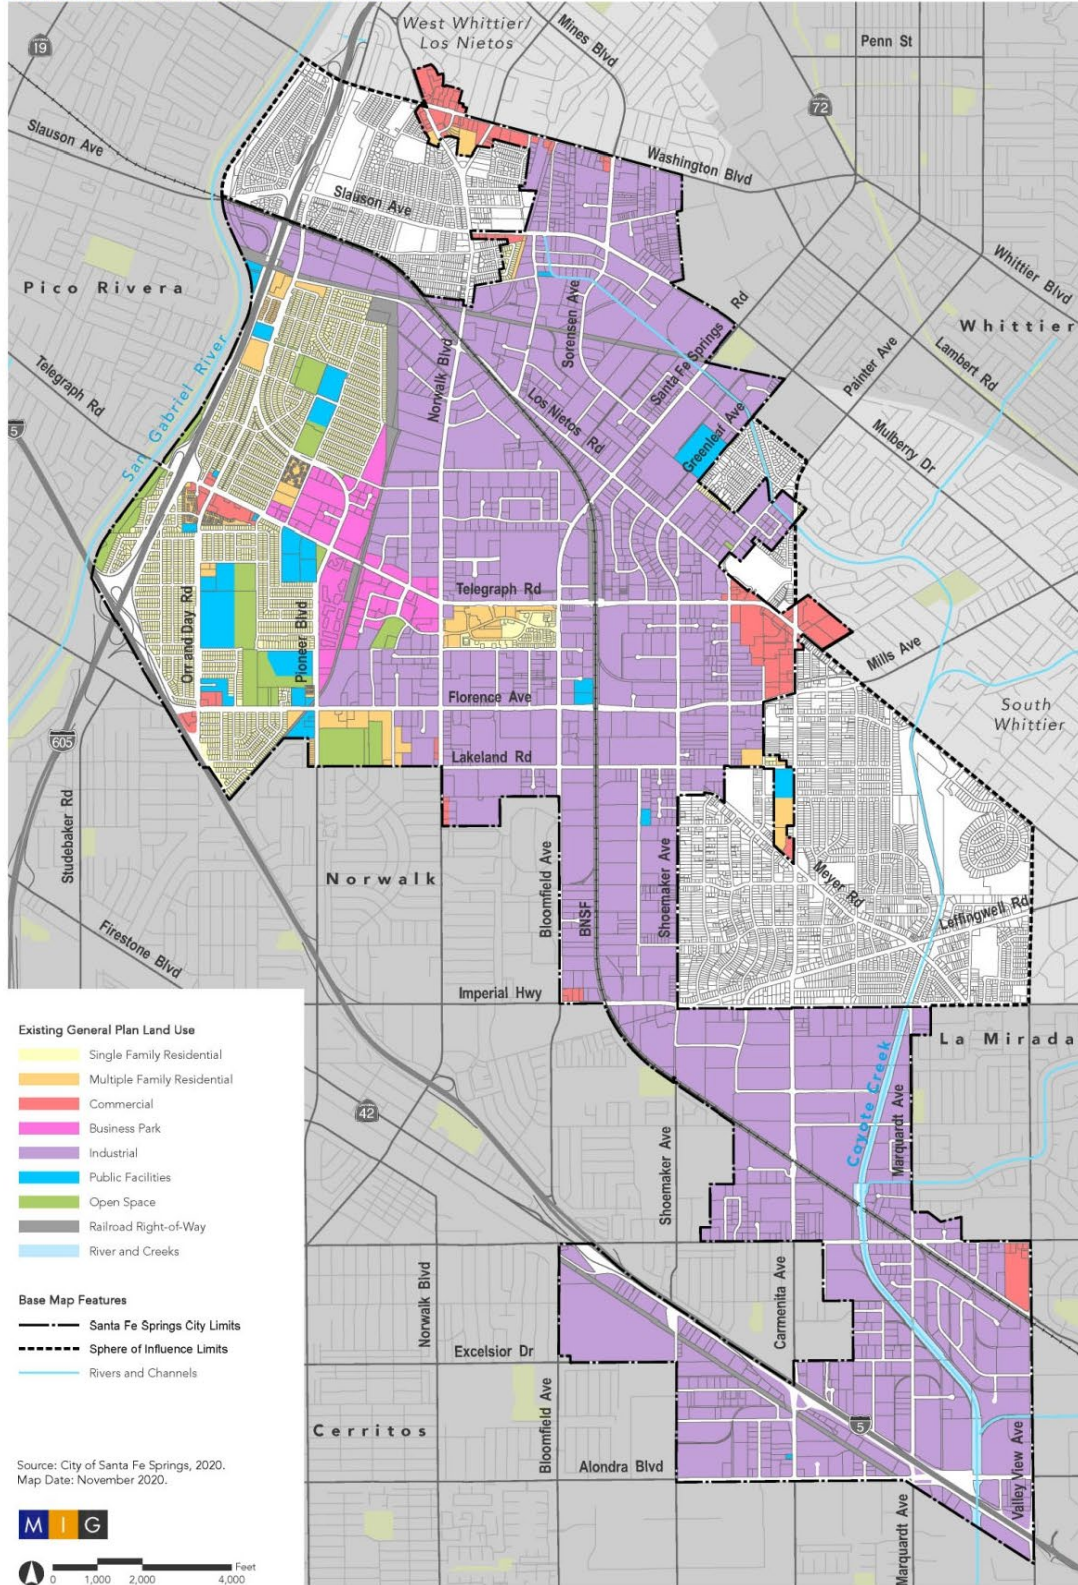 West Whittier/
Los Nietos
Mines Blvd
Penn St
19
72
Slauson Ave
Washington Blvd
Slauson Ave
Whittier Blvd
Pico Rivera
Whittier
Sorensen Ave
Santa Fe Springs Rd
Painter Ave
Lambert Rd
Telegraph Rd
San Gabriel River
Norwalk Blvd
Los Nietos Rd
Greenleaf Ave
Mulberry Dr
5
Telegraph Rd
Orr and Day Rd
Pioneer Blvd
Mills Ave
Florence Ave
South
Whittier
605
Lakeland Rd
Studebaker Rd
Norwalk
Bloomfield Ave
BNSF
Shoemaker Ave
Meyer Rd
Leffingwell Rd
Firestone Blvd
Imperial Hwy
La Mirada
Coyote Creek
Marquardt Ave
42
Shoemaker Ave
Norwalk Blvd
Carmenita Ave
Excelsior Dr
Bloomfield Ave
Cerritos
5
Alondra Blvd
Valley View Ave
Marquardt Ave
Existing General Plan Land Use
Single Family Residential
Multiple Family Residential
Commercial
Business Park
Industrial
Public Facilities
Open Space
Railroad Right-of-Way
River and Creeks
Base Map Features
Santa Fe Springs City Limits
Sphere of Influence Limits
Rivers and Channels
Source: City of Santa Fe Springs, 2020.
Map Date: November 2020.
M I G
Feet
0 1,000 2,000 4,000